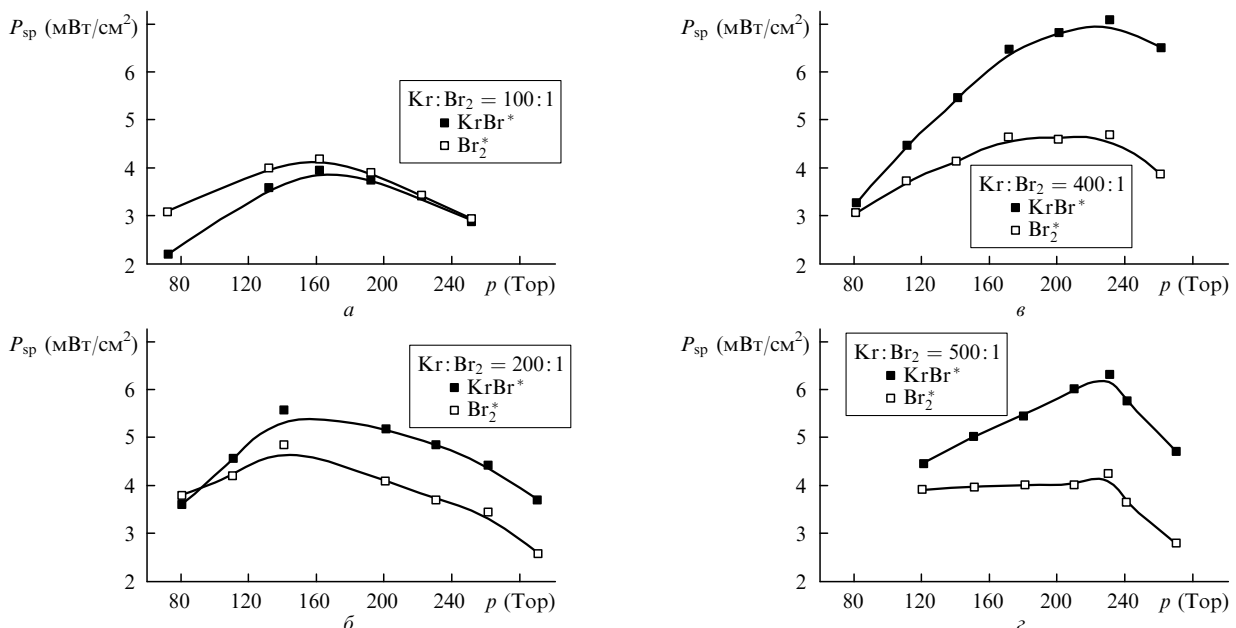 P_sp (мВт/см²)
6
5
4
3
2
80 120 160 200 240 p (Тор)
Kr:Br₂ = 100:1
KrBr*
Br₂*
а
P_sp (мВт/см²)
6
5
4
3
2
80 120 160 200 240 p (Тор)
Kr:Br₂ = 400:1
KrBr*
Br₂*
в
P_sp (мВт/см²)
6
5
4
3
2
80 120 160 200 240 p (Тор)
Kr:Br₂ = 200:1
KrBr*
Br₂*
б
P_sp (мВт/см²)
6
5
4
3
2
80 120 160 200 240 p (Тор)
Kr:Br₂ = 500:1
KrBr*
Br₂*
г